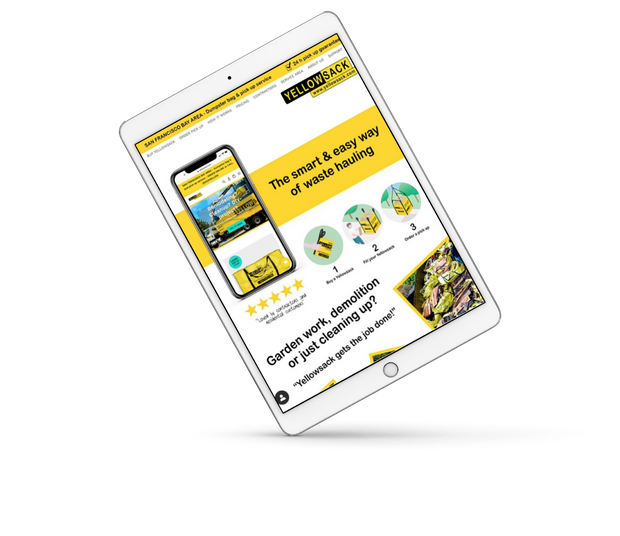 SAN FRANCISCO BAY AREA - Dumpster bag & pick up service
24 h pick up guarantee
BUY YELLOWSACK ORDER PICK UP HOW IT WORKS PRICING CONTRACTORS SERVICE AREA ABOUT US SUPPORT
YELLOWSACK
www.yellowsack.com
The smart & easy way
of waste hauling
1
Buy a Yellowsack
2
Fill your Yellowsack
3
Order a pick up
"Loved by contractors and
residential customers"
Garden work, demolition
or just cleaning up?
"Yellowsack gets the job done!"